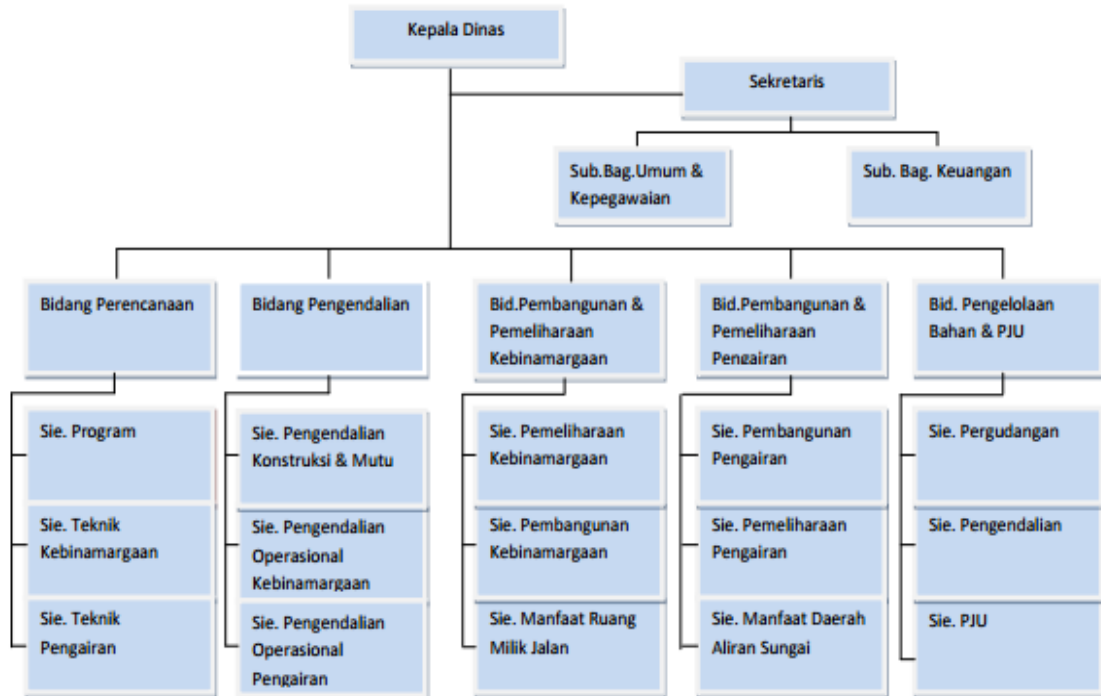 Kepala Dinas
Sekretaris
Sub.Bag.Umum &
Kepegawaian
Sub. Bag. Keuangan
Bidang Perencanaan
Bidang Pengendalian
Bid.Pembangunan &
Pemeliharaan
Kebinamargaan
Bid.Pembangunan &
Pemeliharaan
Pengairan
Bid. Pengelolaan
Bahan & PJU
Sie. Program
Sie. Teknik
Kebinamargaan
Sie. Teknik
Pengairan
Sie. Pengendalian
Konstruksi & Mutu
Sie. Pengendalian
Operasional
Kebinamargaan
Sie. Pengendalian
Operasional
Pengairan
Sie. Pemeliharaan
Kebinamargaan
Sie. Pembangunan
Kebinamargaan
Sie. Manfaat Ruang
Milik Jalan
Sie. Pembangunan
Pengairan
Sie. Pemeliharaan
Pengairan
Sie. Manfaat Daerah
Aliran Sungai
Sie. Pergudangan
Sie. Pengendalian
Sie. PJU